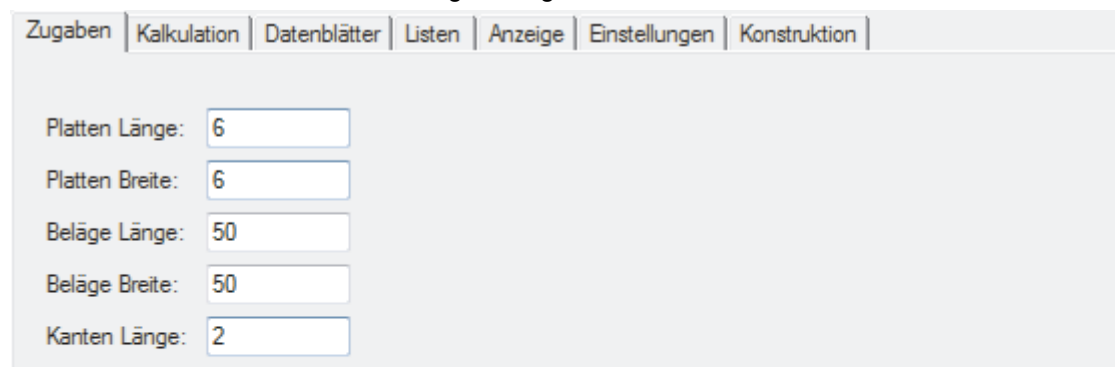 Zugaben Kalkulation Datenblätter Listen Anzeige Einstellungen Konstruktion
Platten Länge: 6
Platten Breite: 6
Beläge Länge: 50
Beläge Breite: 50
Kanten Länge: 2